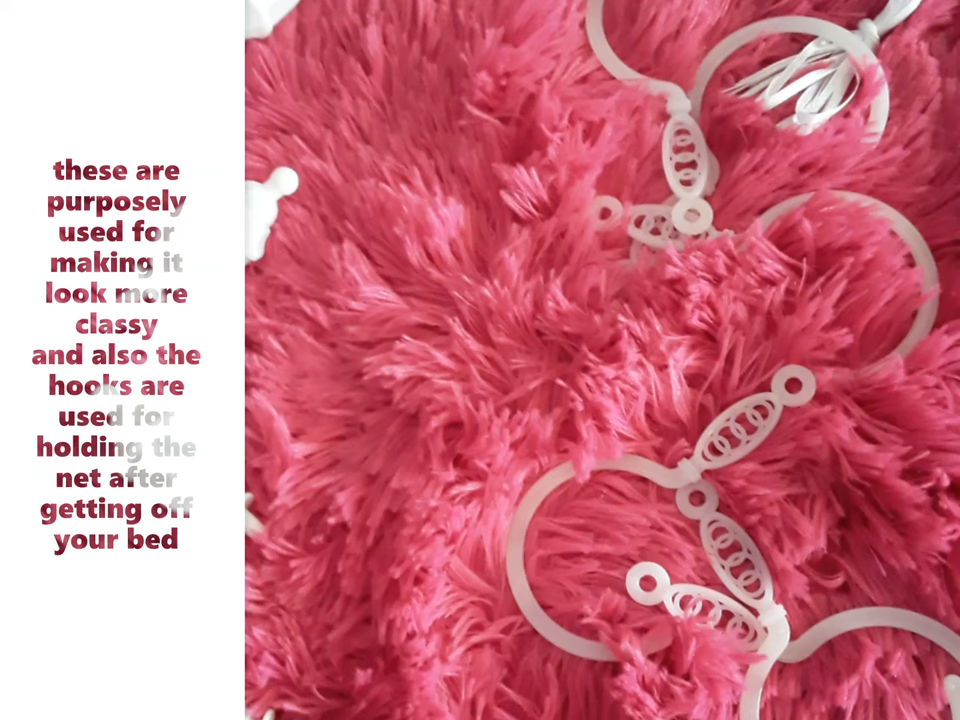 these are
purposely
used for
making it
look more
classy
and also the
hooks are
used for
holding the
net after
getting off
your bed